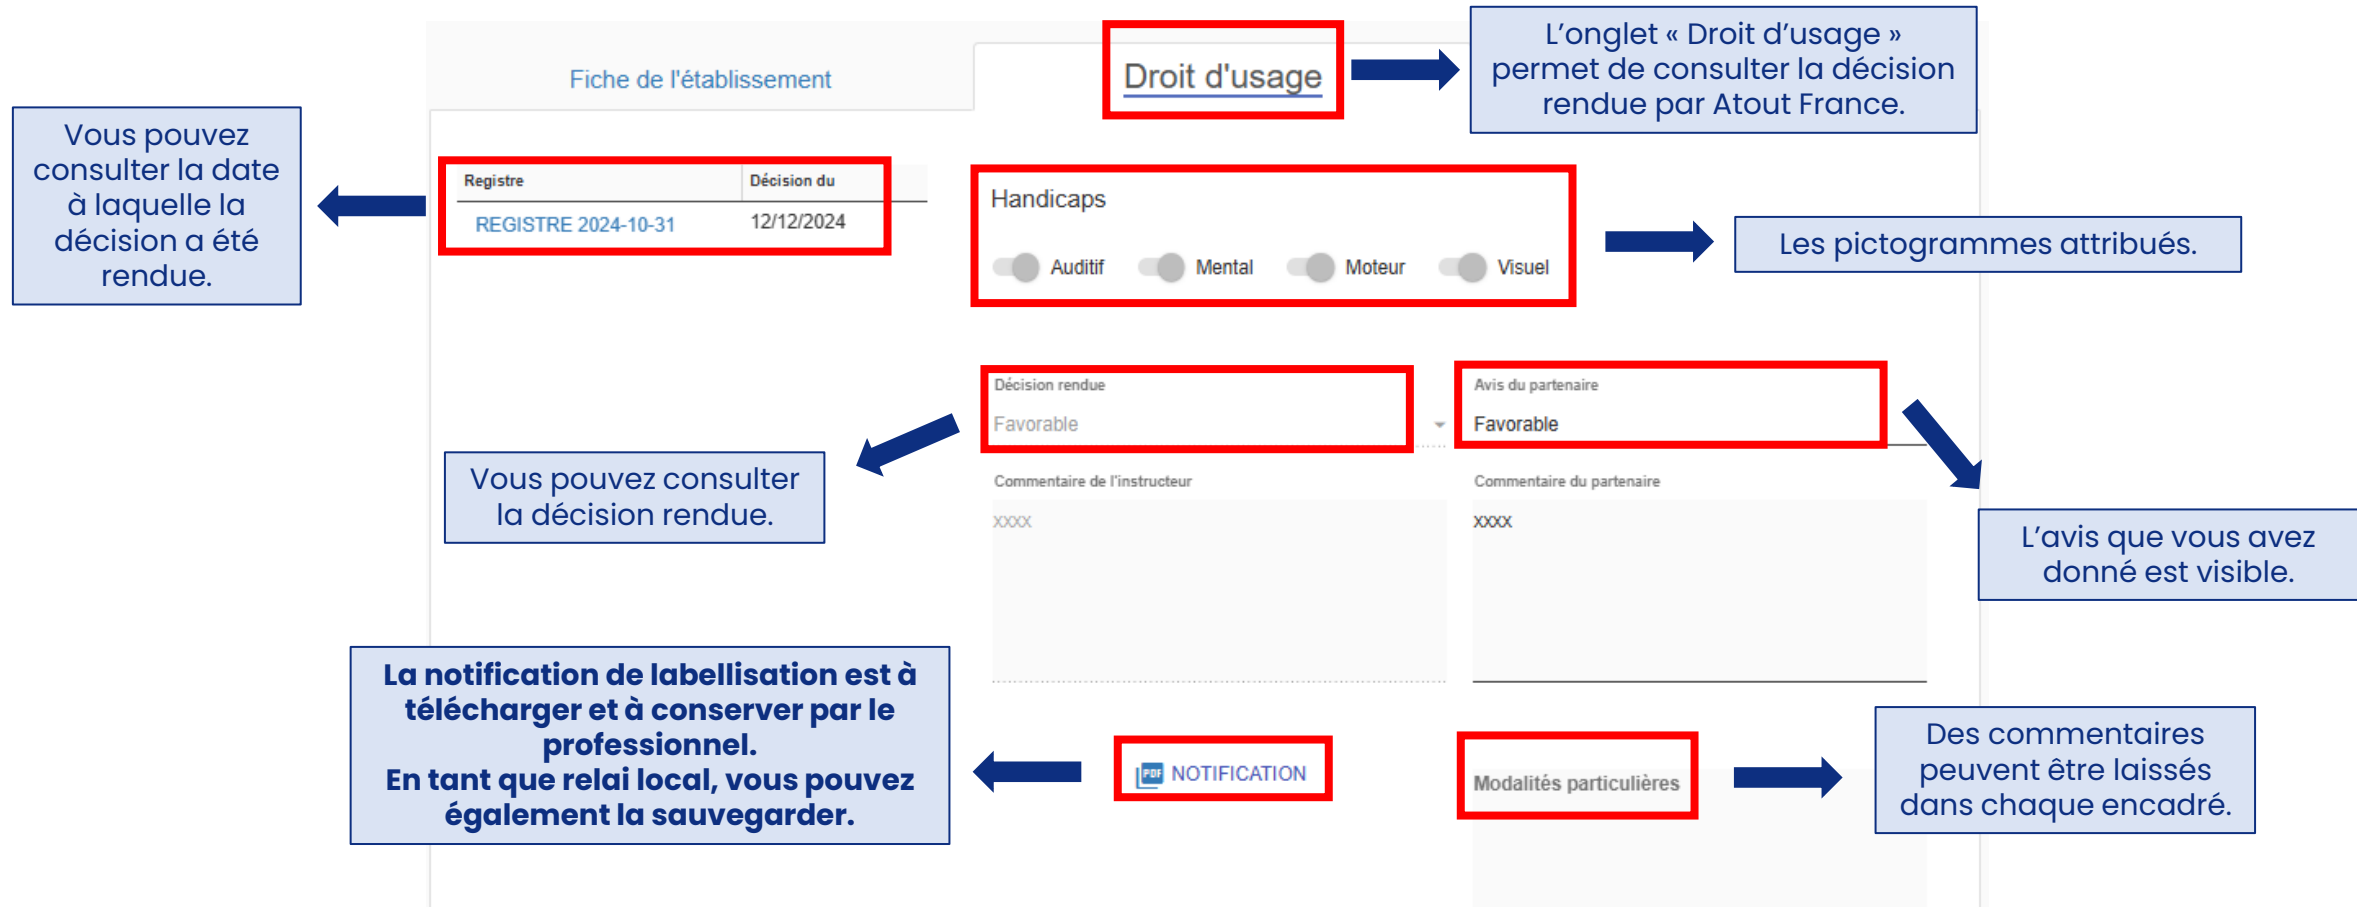 Fiche de l'établissement
Droit d'usage
L’onglet « Droit d’usage »
permet de consulter la décision
rendue par Atout France.
Vous pouvez
consulter la date
à laquelle la
décision a été
rendue.
Registre
Décision du
REGISTRE 2024-10-31
12/12/2024
Handicaps
Auditif
Mental
Moteur
Visuel
Les pictogrammes attribués.
Décision rendue
Favorable
Avis du partenaire
Favorable
Vous pouvez consulter
la décision rendue.
Commentaire de l'instructeur
xxxx
Commentaire du partenaire
xxxx
L’avis que vous avez
donné est visible.
La notification de labellisation est à
télécharger et à conserver par le
professionnel.
En tant que relai local, vous pouvez
également la sauvegarder.
PDF NOTIFICATION
Modalités particulières
Des commentaires
peuvent être laissés
dans chaque encadré.